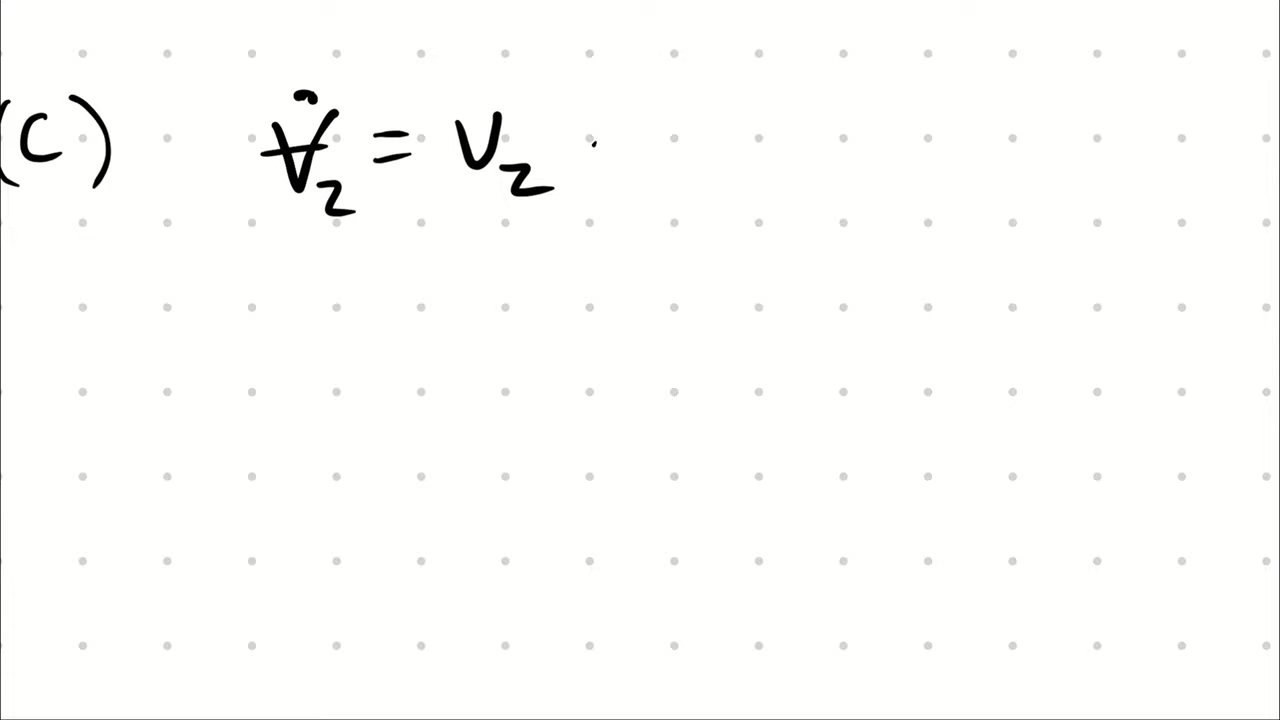 (C) V̶̇₂ = V₂ ·